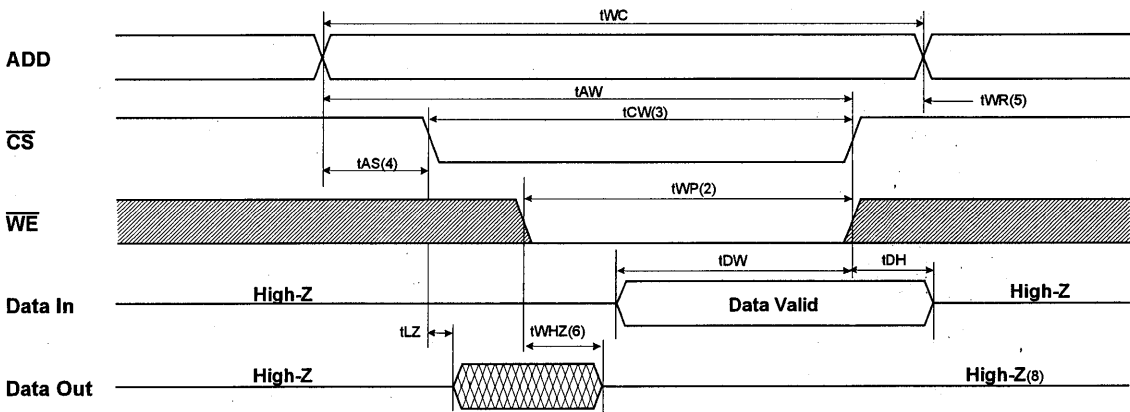 tWC
ADD
tAW
tWR(5)
tCW(3)
CS
tAS(4)
tWP(2)
WE
tDW
tDH
High-Z
Data In
Data Valid
High-Z
tLZ
tWHZ(6)
High-Z
Data Out
High-Z(8)